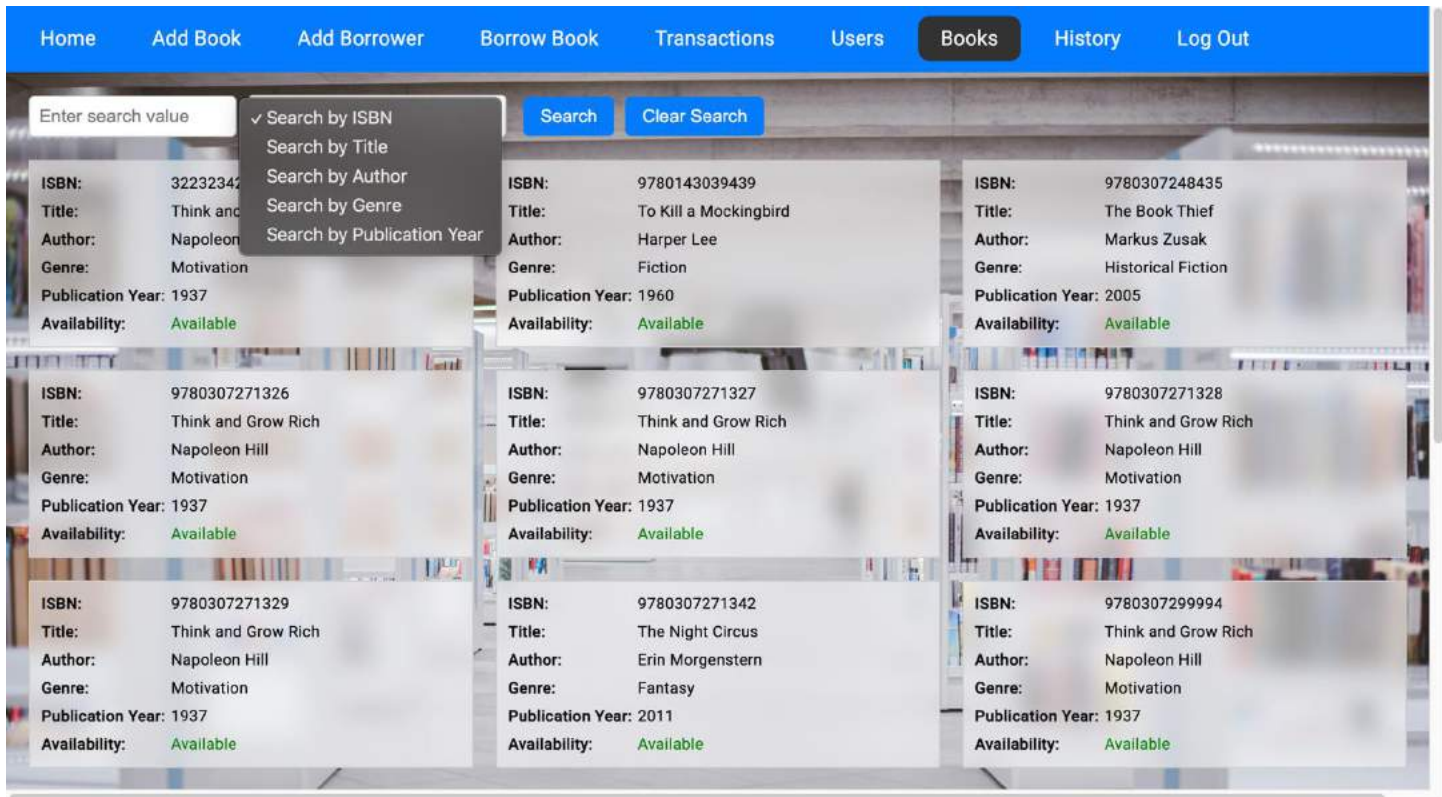 Home Add Book Add Borrower Borrow Book Transactions Users Books History Log Out
Enter search value
✓ Search by ISBN
Search by Title
Search by Author
Search by Genre
Search by Publication Year
Search Clear Search
ISBN: 32232342
Title: Think and
Author: Napoleon
Genre: Motivation
Publication Year: 1937
Availability: Available
ISBN: 9780143039439
Title: To Kill a Mockingbird
Author: Harper Lee
Genre: Fiction
Publication Year: 1960
Availability: Available
ISBN: 9780307248435
Title: The Book Thief
Author: Markus Zusak
Genre: Historical Fiction
Publication Year: 2005
Availability: Available
ISBN: 9780307271326
Title: Think and Grow Rich
Author: Napoleon Hill
Genre: Motivation
Publication Year: 1937
Availability: Available
ISBN: 9780307271327
Title: Think and Grow Rich
Author: Napoleon Hill
Genre: Motivation
Publication Year: 1937
Availability: Available
ISBN: 9780307271328
Title: Think and Grow Rich
Author: Napoleon Hill
Genre: Motivation
Publication Year: 1937
Availability: Available
ISBN: 9780307271329
Title: Think and Grow Rich
Author: Napoleon Hill
Genre: Motivation
Publication Year: 1937
Availability: Available
ISBN: 9780307271342
Title: The Night Circus
Author: Erin Morgenstern
Genre: Fantasy
Publication Year: 2011
Availability: Available
ISBN: 9780307299994
Title: Think and Grow Rich
Author: Napoleon Hill
Genre: Motivation
Publication Year: 1937
Availability: Available